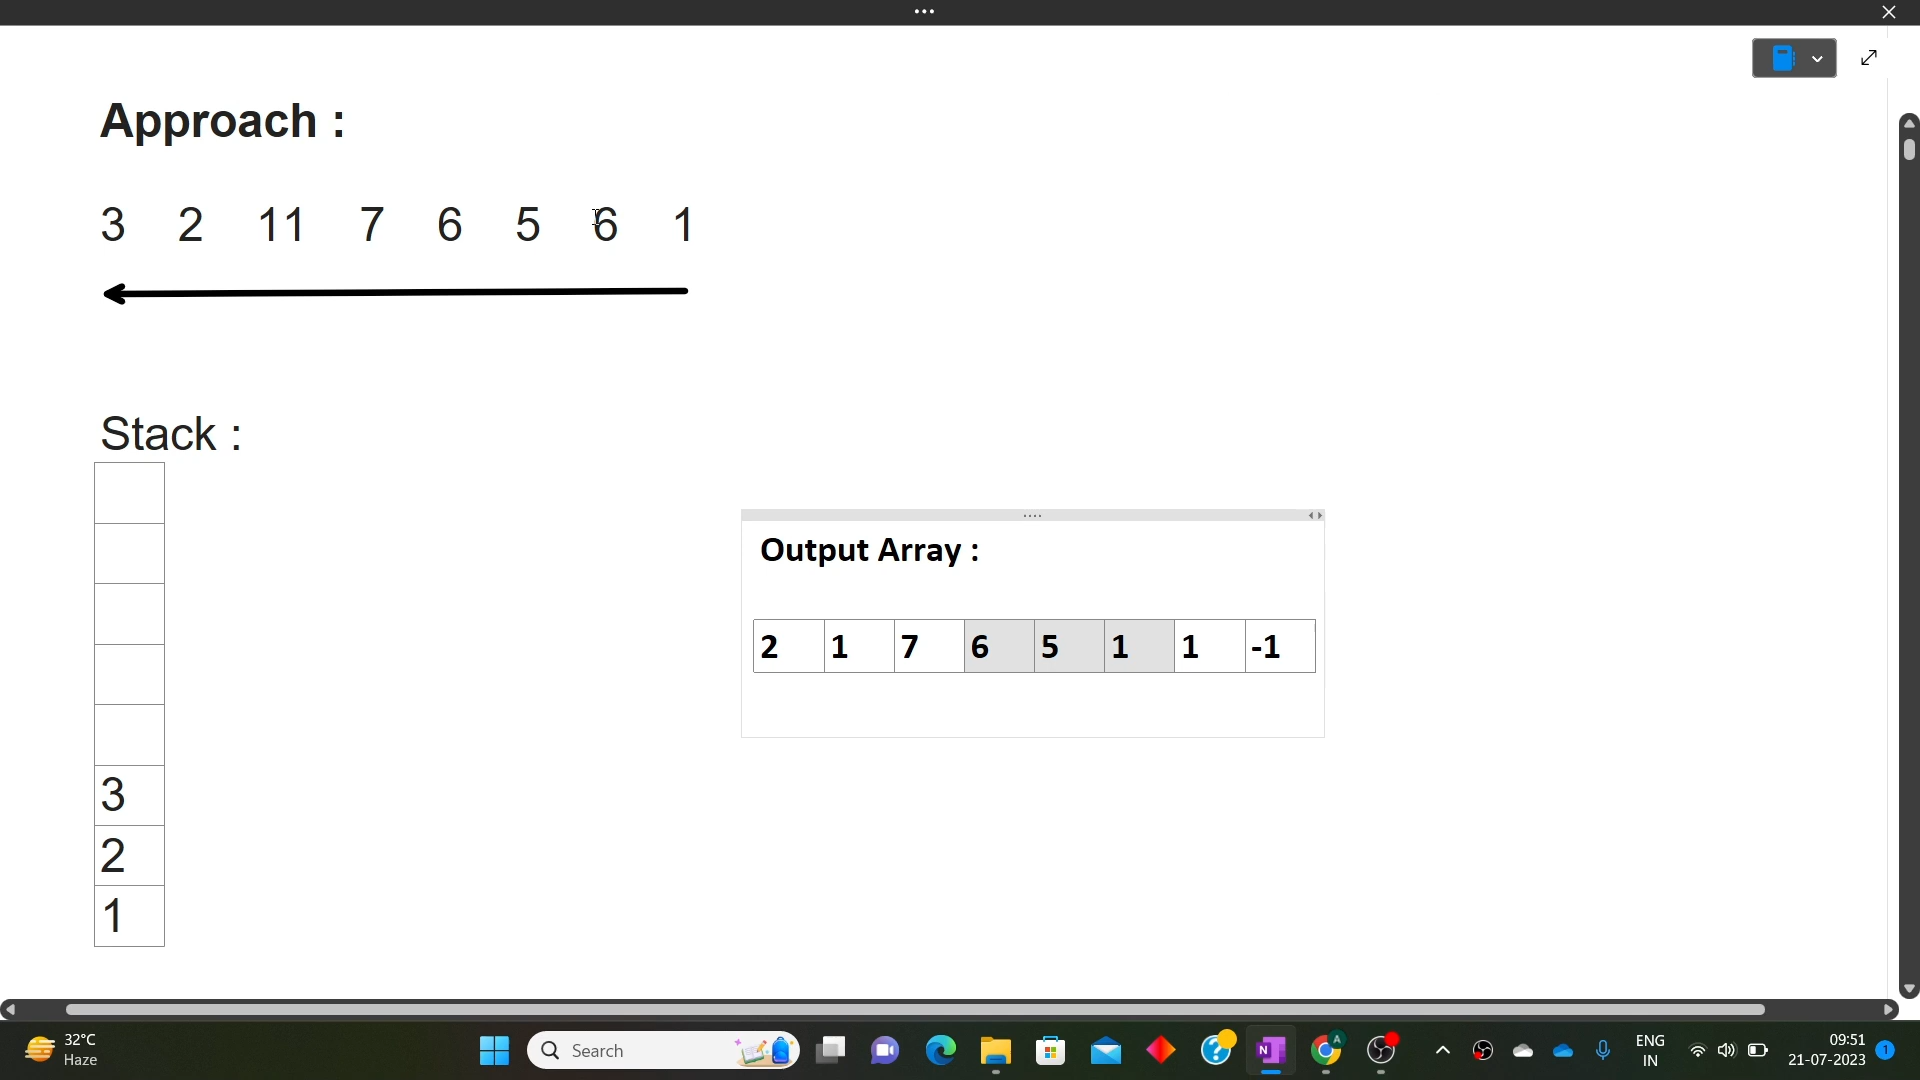 Approach :
3 2 11 7 6 5 6 1
Stack :
Output Array :
2 1 7 6 5 1 1 -1
3
2
1
32°C
Haze
Search
A
N
ENG
IN
09:51
21-07-2023
1